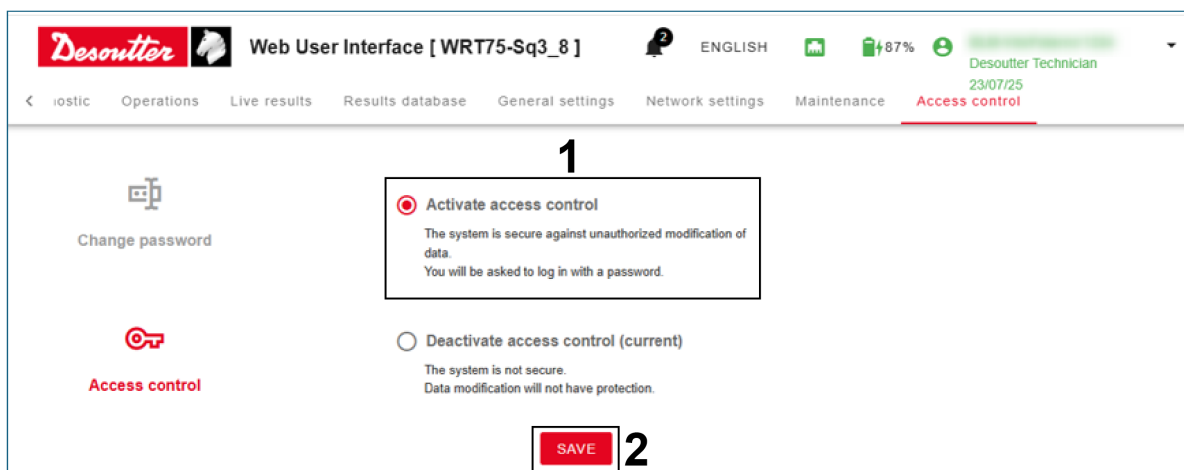 Desoutter Web User Interface [ WRT75-Sq3_8 ] 2 ENGLISH 87%
Desoutter Technician
23/07/25
Operations Live results Results database General settings Network settings Maintenance Access control
1
Activate access control
The system is secure against unauthorized modification of
data.
You will be asked to log in with a password.
Change password
Deactivate access control (current)
The system is not secure.
Data modification will not have protection.
Access control
SAVE 2